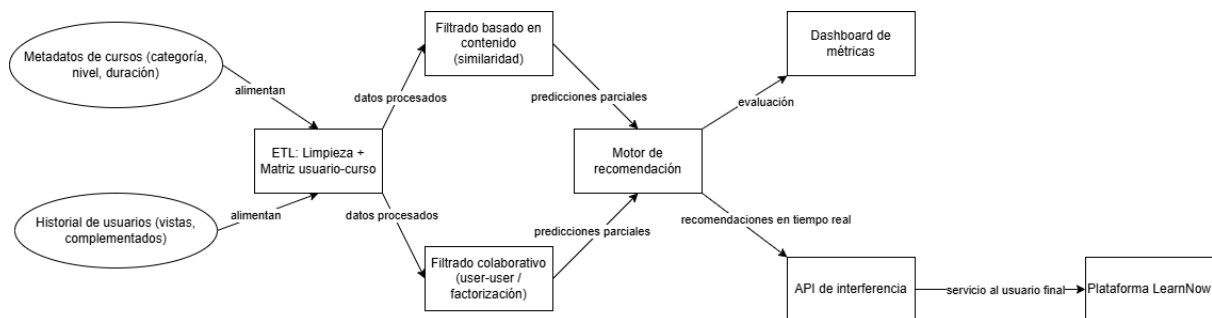 Metadatos de cursos (categoría,
nivel, duración)
alimentan
Historial de usuarios (vistas,
complementados)
alimentan
ETL: Limpieza +
Matriz usuario-curso
datos procesados
datos procesados
Filtrado basado en
contenido
(similaridad)
Filtrado colaborativo
(user-user /
factorización)
predicciones parciales
predicciones parciales
Motor de
recomendación
evaluación
recomendaciones en tiempo real
Dashboard de
métricas
API de interferencia
servicio al usuario final
Plataforma LearnNow